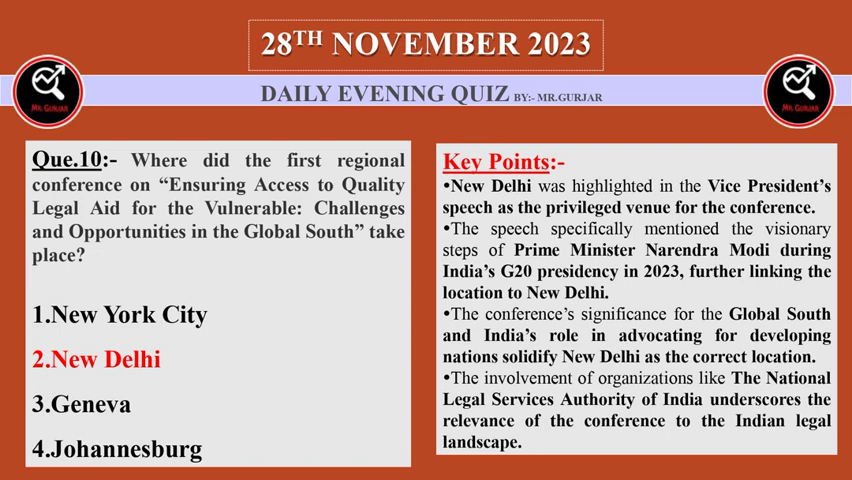 28TH NOVEMBER 2023
DAILY EVENING QUIZ BY:- MR.GURJAR
MR.GURJAR
MR.GURJAR
Que.10:- Where did the first regional
conference on “Ensuring Access to Quality
Legal Aid for the Vulnerable: Challenges
and Opportunities in the Global South” take
place?
1.New York City
2.New Delhi
3.Geneva
4.Johannesburg
Key Points:-
•New Delhi was highlighted in the Vice President’s
speech as the privileged venue for the conference.
•The speech specifically mentioned the visionary
steps of Prime Minister Narendra Modi during
India’s G20 presidency in 2023, further linking the
location to New Delhi.
•The conference’s significance for the Global South
and India’s role in advocating for developing
nations solidify New Delhi as the correct location.
•The involvement of organizations like The National
Legal Services Authority of India underscores the
relevance of the conference to the Indian legal
landscape.